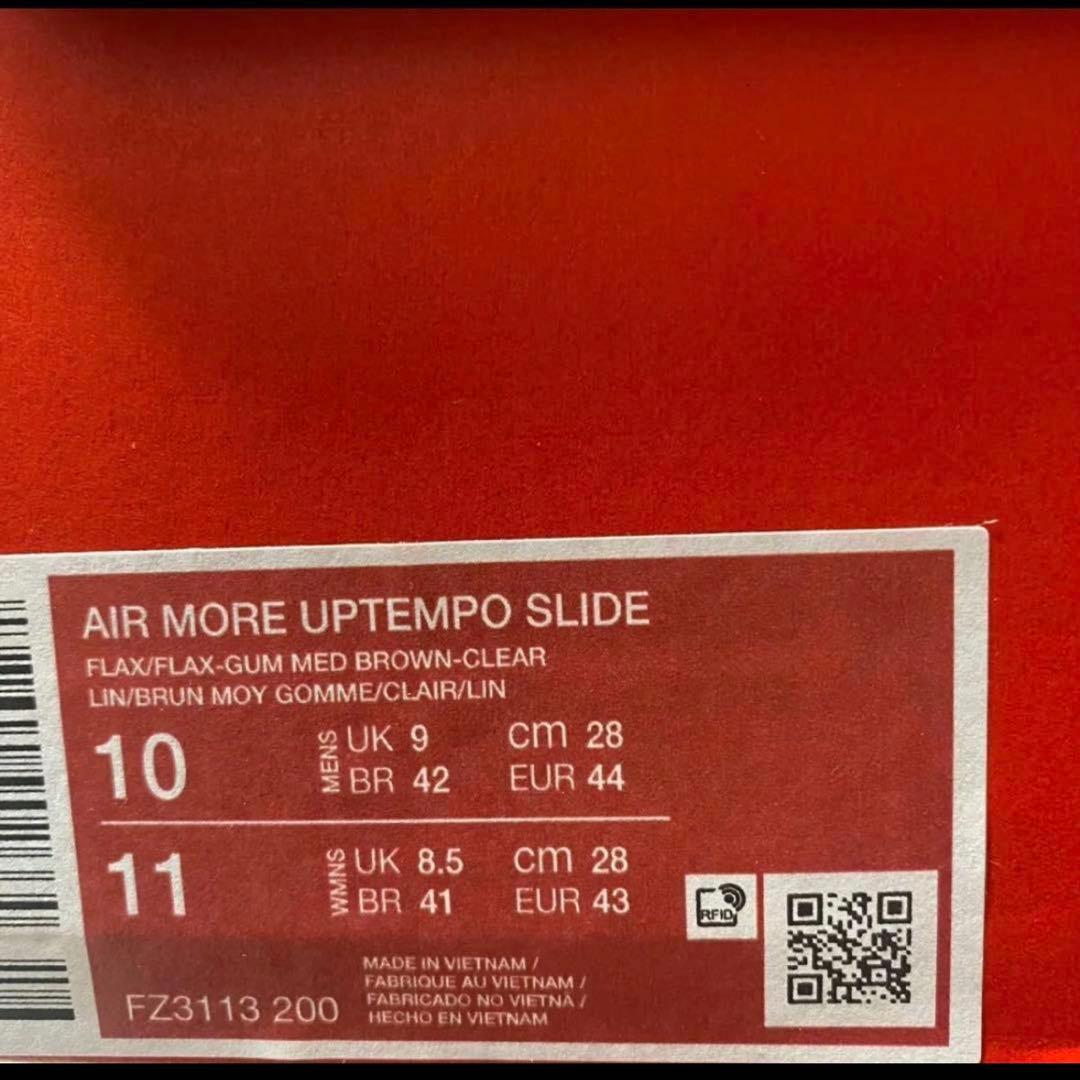 AIR MORE UPTEMPO SLIDE
FLAX/FLAX-GUM MED BROWN-CLEAR
LIN/BRUN MOY GOMME/CLAIR/LIN
10 MENS UK 9 cm 28
BR 42 EUR 44
11 WMNS UK 8.5 cm 28
BR 41 EUR 43
RFID
MADE IN VIETNAM /
FABRIQUE AU VIETNAM /
FABRICADO NO VIETNÃ /
HECHO EN VIETNAM
FZ3113 200